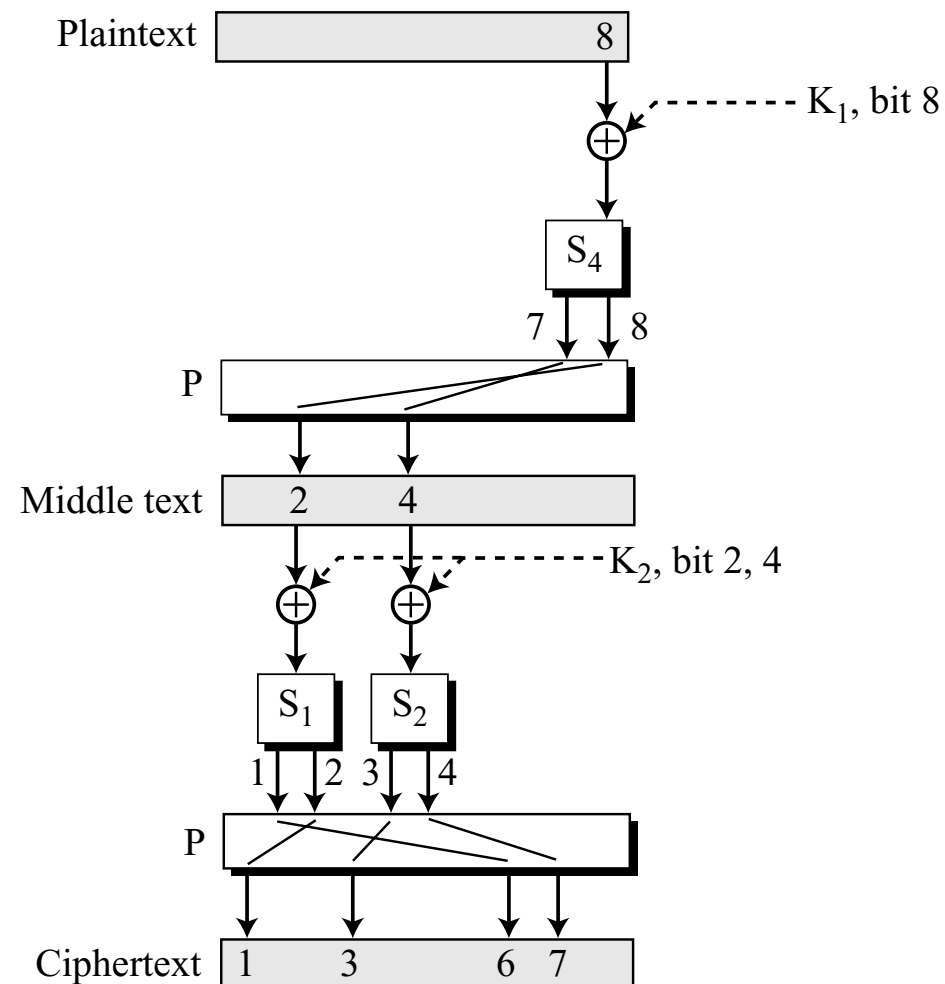 Plaintext 8
K1, bit 8
S4
7 8
P
Middle text 2 4
K2, bit 2, 4
S1 S2
1 2 3 4
P
Ciphertext 1 3 6 7